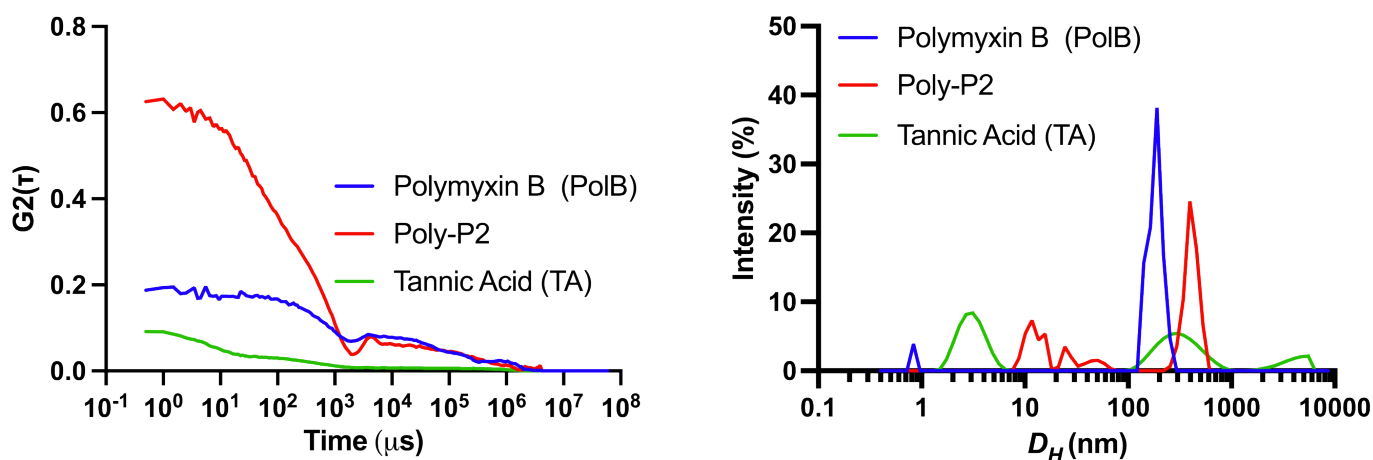 0.8
0.6
0.4
0.2
0.0
G2(τ)
Polymyxin B (PolB)
Poly-P2
Tannic Acid (TA)
10-1 100 101 102 103 104 105 106 107 108
Time (μs)
50
40
30
20
10
0
Intensity (%)
Polymyxin B (PolB)
Poly-P2
Tannic Acid (TA)
0.1 1 10 100 1000 10000
DH (nm)